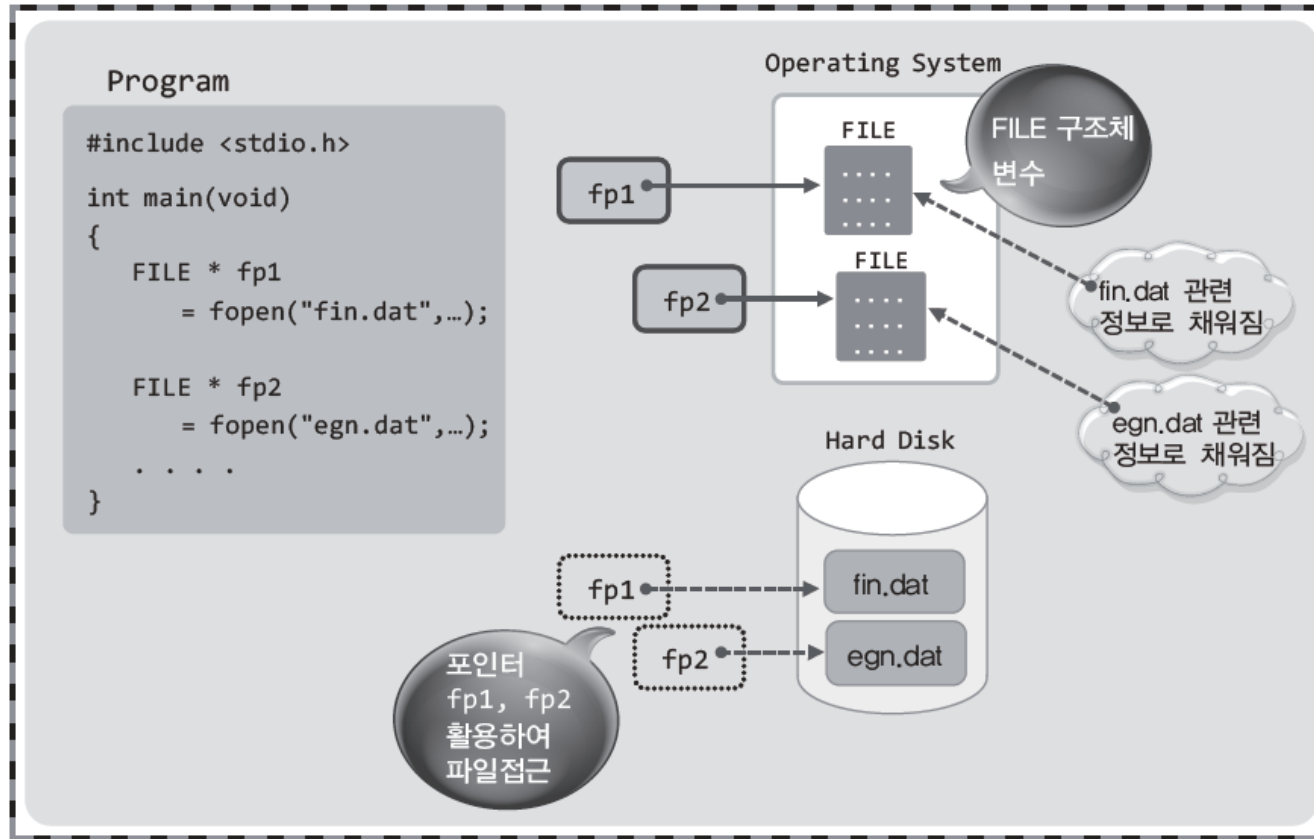 Program
#include <stdio.h>
int main(void)
{
FILE * fp1
= fopen("fin.dat",…);
FILE * fp2
= fopen("egn.dat",…);
. . . .
}
Operating System
FILE
FILE 구조체
변수
fp1
. . . .
. . . .
. . . .
FILE
fp2
. . . .
. . . .
. . . .
fin.dat 관련
정보로 채워짐
egn.dat 관련
정보로 채워짐
Hard Disk
fp1
fin.dat
fp2
egn.dat
포인터
fp1, fp2
활용하여
파일접근